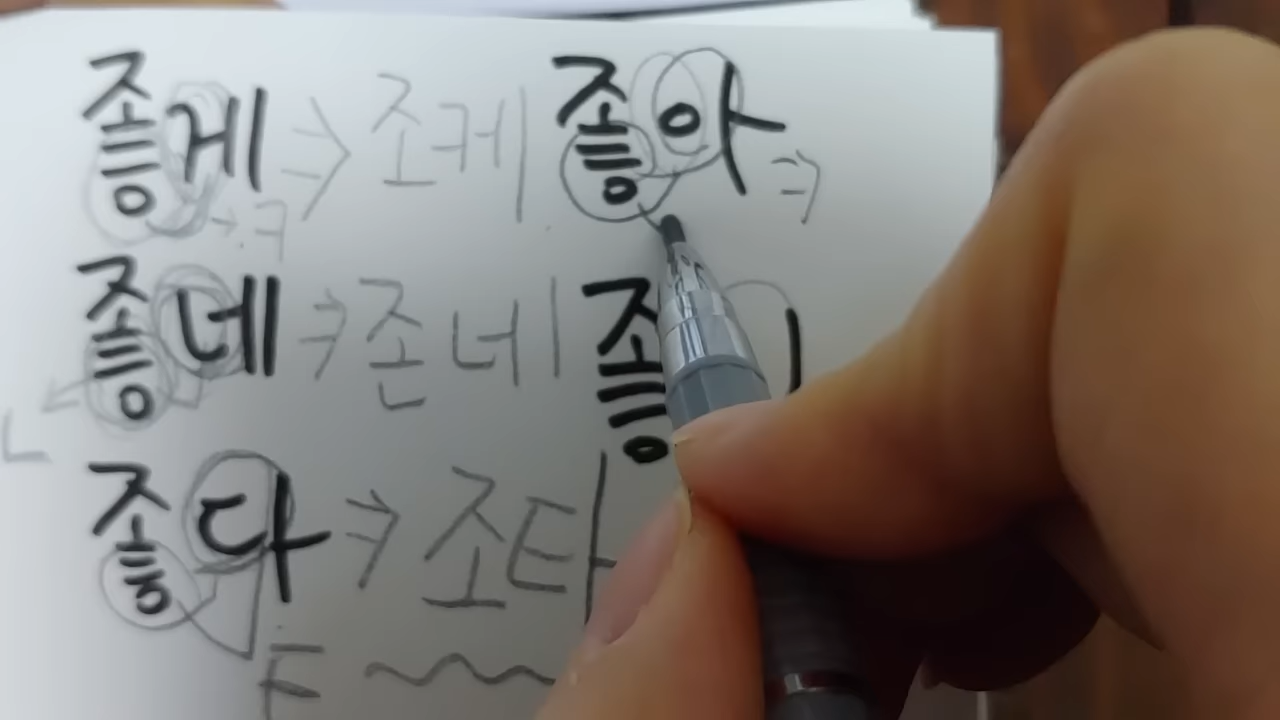 좋게 ⇒ 조케 좋아 ⇒
→ㅋ
좋네 ⇒ 존네 좋
ㄴ
좋다 ⇒ 조타
ㅌ